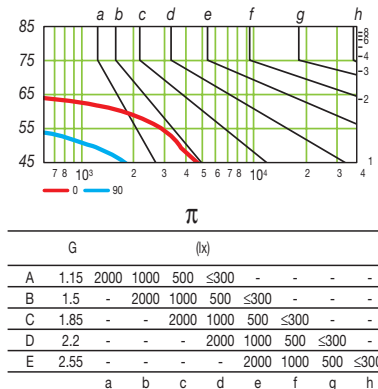 a b c d e f g h
85
75
65
55
45
8
6
4
3
2
1
7 8 10³ 2 3 4 5 6 7 8 10⁴ 2 3 4
0 90
π
G (lx)
A 1.15 2000 1000 500 ≤300 - - - -
B 1.5 - 2000 1000 500 ≤300 - - -
C 1.85 - - 2000 1000 500 ≤300 - -
D 2.2 - - - 2000 1000 500 ≤300 -
E 2.55 - - - - 2000 1000 500 ≤300
a b c d e f g h